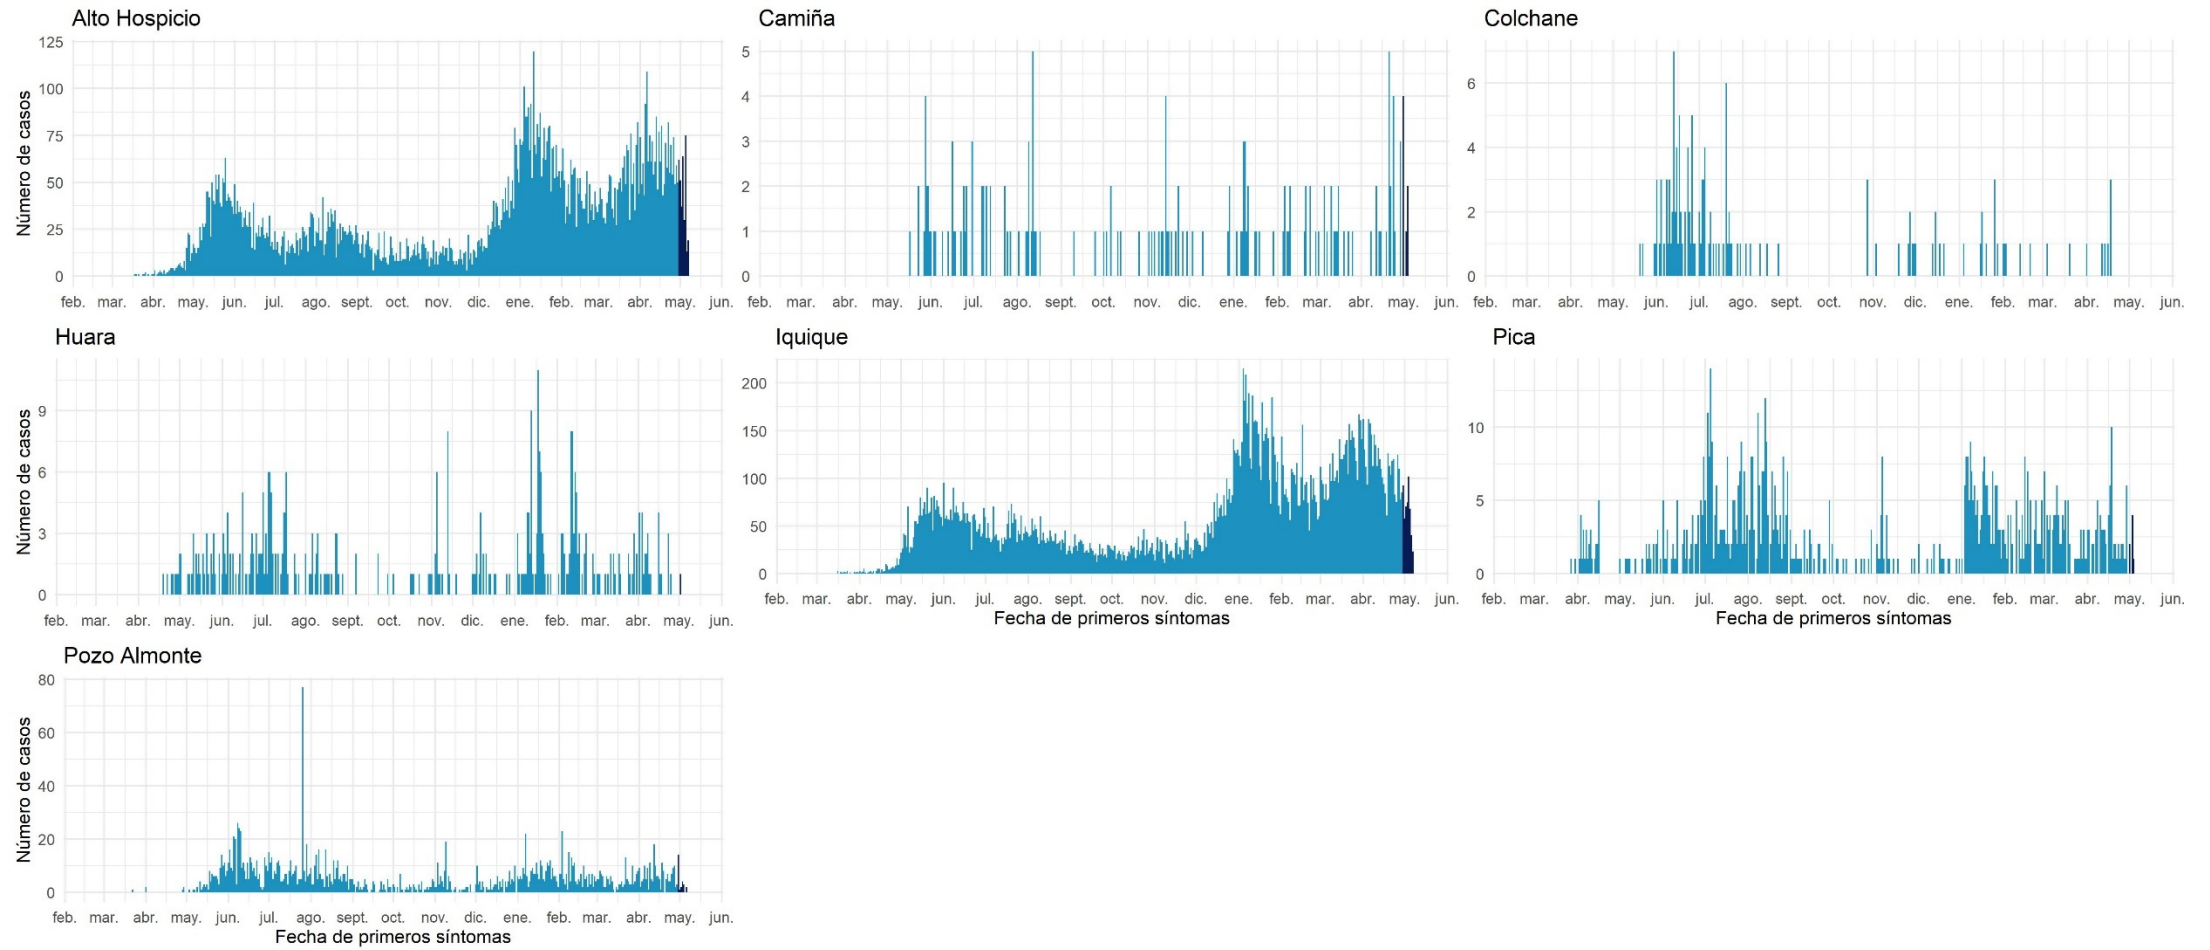 Alto Hospicio
Camiña
Colchane
Número de casos
125
100
75
50
25
0
5
4
3
2
1
0
6
4
2
0
feb. mar. abr. may. jun. jul. ago. sept. oct. nov. dic. ene. feb. mar. abr. may. jun.
feb. mar. abr. may. jun. jul. ago. sept. oct. nov. dic. ene. feb. mar. abr. may. jun.
feb. mar. abr. may. jun. jul. ago. sept. oct. nov. dic. ene. feb. mar. abr. may. jun.
Huara
Iquique
Pica
Número de casos
9
6
3
0
200
150
100
50
0
10
5
0
feb. mar. abr. may. jun. jul. ago. sept. oct. nov. dic. ene. feb. mar. abr. may. jun.
feb. mar. abr. may. jun. jul. ago. sept. oct. nov. dic. ene. feb. mar. abr. may. jun.
Fecha de primeros síntomas
feb. mar. abr. may. jun. jul. ago. sept. oct. nov. dic. ene. feb. mar. abr. may. jun.
Fecha de primeros síntomas
Pozo Almonte
Número de casos
80
60
40
20
0
feb. mar. abr. may. jun. jul. ago. sept. oct. nov. dic. ene. feb. mar. abr. may. jun.
Fecha de primeros síntomas